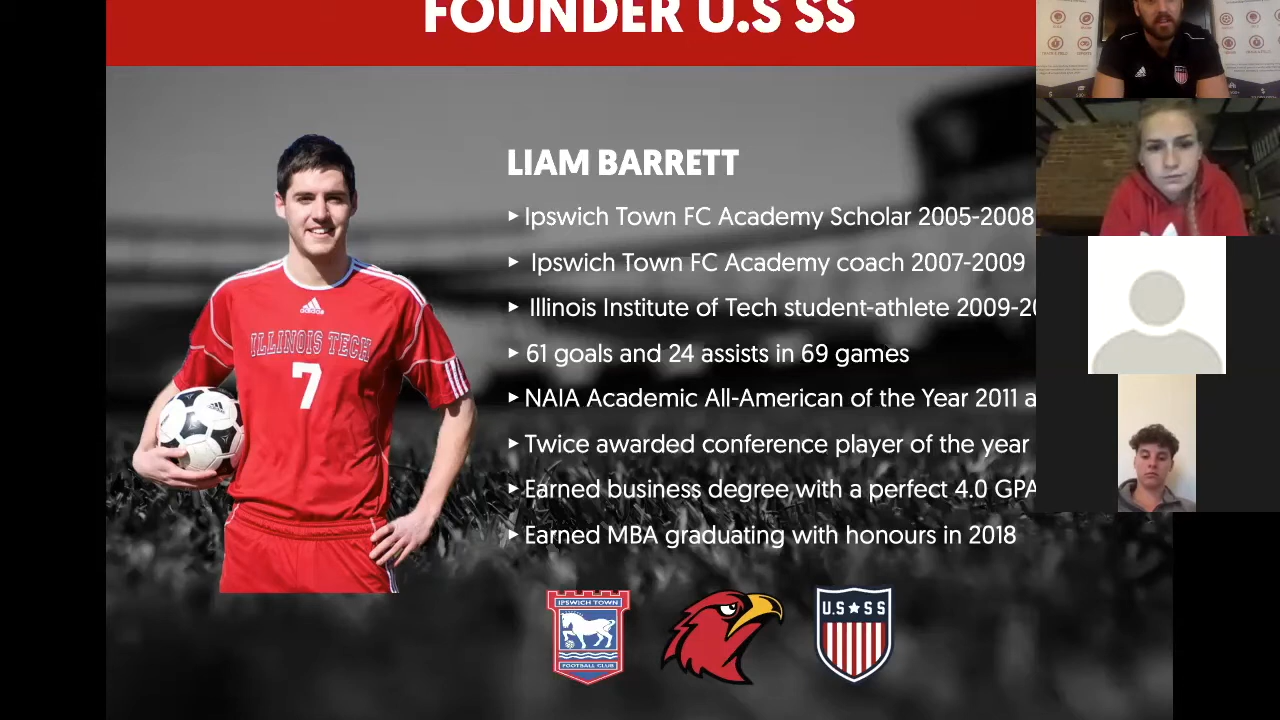 FOUNDER U.S SS
LIAM BARRETT
Ipswich Town FC Academy Scholar 2005-2008
Ipswich Town FC Academy coach 2007-2009
Illinois Institute of Tech student-athlete 2009-20
61 goals and 24 assists in 69 games
NAIA Academic All-American of the Year 2011 a
Twice awarded conference player of the year
Earned business degree with a perfect 4.0 GPA
Earned MBA graduating with honours in 2018
adidas
ILLINOIS TECH
7
IPSWICH TOWN
FOOTBALL CLUB
U.S SS